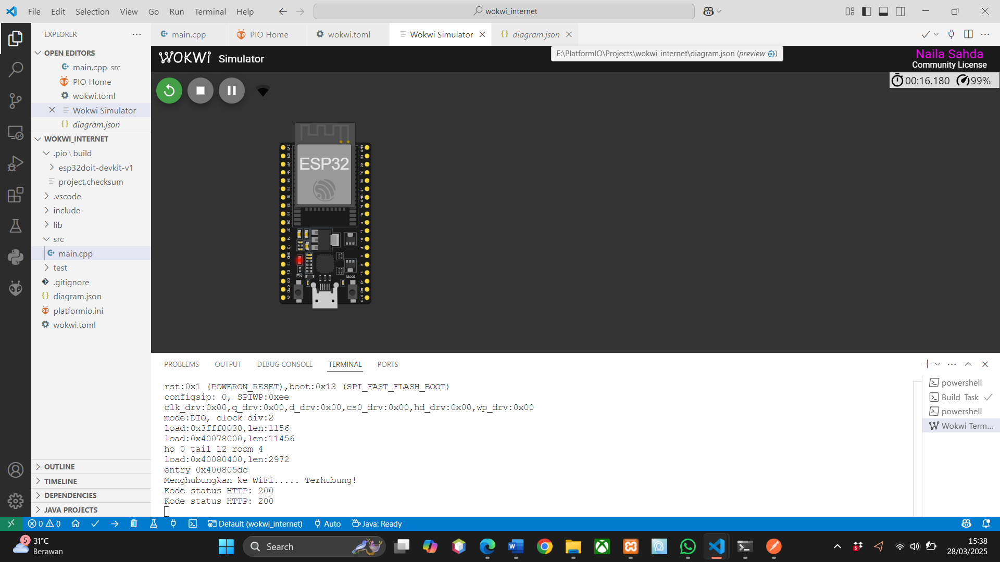 File Edit Selection View Go Run Terminal Help
wokwi_internet
EXPLORER
main.cpp
PIO Home
wokwi.toml
Wokwi Simulator
diagram.json
E:\PlatformIO\Projects\wokwi_internet\diagram.json (preview)
OPEN EDITORS
main.cpp src
PIO Home
wokwi.toml
Wokwi Simulator
diagram.json
WOKWI_INTERNET
.pio\build
esp32doit-devkit-v1
project.checksum
.vscode
include
lib
src
main.cpp
test
.gitignore
diagram.json
platformio.ini
wokwi.toml
OUTLINE
TIMELINE
DEPENDENCIES
JAVA PROJECTS
WOKWI Simulator
Naila Sahda
Community License
00:16.180 99%
ESP32
EN
Boot
PROBLEMS OUTPUT DEBUG CONSOLE TERMINAL PORTS
rst:0x1 (POWERON_RESET),boot:0x13 (SPI_FAST_FLASH_BOOT)
configsip: 0, SPIWP:0xee
clk_drv:0x00,q_drv:0x00,d_drv:0x00,cs0_drv:0x00,hd_drv:0x00,wp_drv:0x00
mode:DIO, clock div:2
load:0x3fff0030,len:1156
load:0x40078000,len:11456
ho 0 tail 12 room 4
load:0x40080400,len:2972
entry 0x400805dc
Menghubungkan ke WiFi..... Terhubung!
Kode status HTTP: 200
Kode status HTTP: 200
powershell
Build Task
powershell
Wokwi Term...
0 0 Default (wokwi_internet) Auto Java: Ready
5
31°C
Berawan
Search
5
15:38
28/03/2025